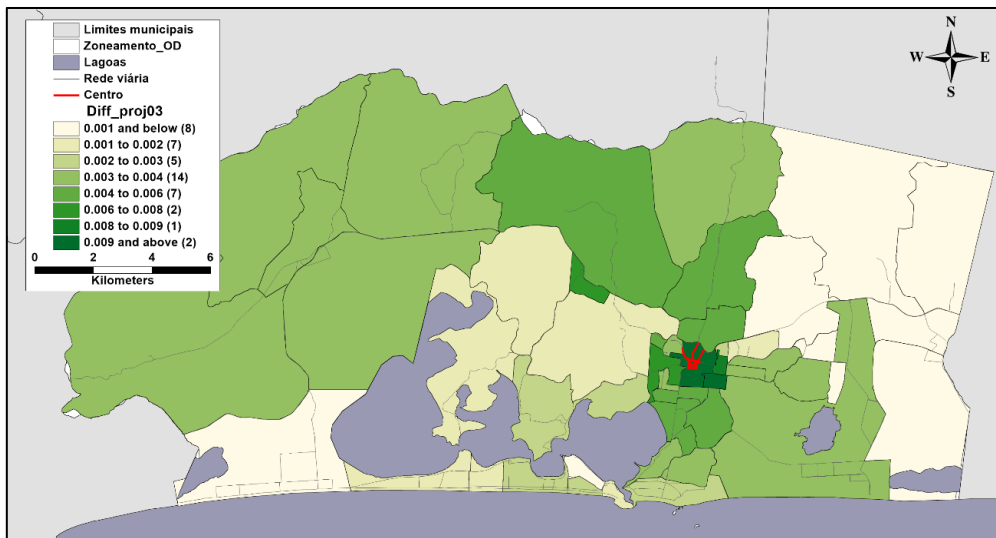 Limites municipais
Zoneamento_OD
Lagoas
Rede viária
Centro
Diff_proj03
0.001 and below (8)
0.001 to 0.002 (7)
0.002 to 0.003 (5)
0.003 to 0.004 (14)
0.004 to 0.006 (7)
0.006 to 0.008 (2)
0.008 to 0.009 (1)
0.009 and above (2)
0 2 4 6
Kilometers
N
W E
S